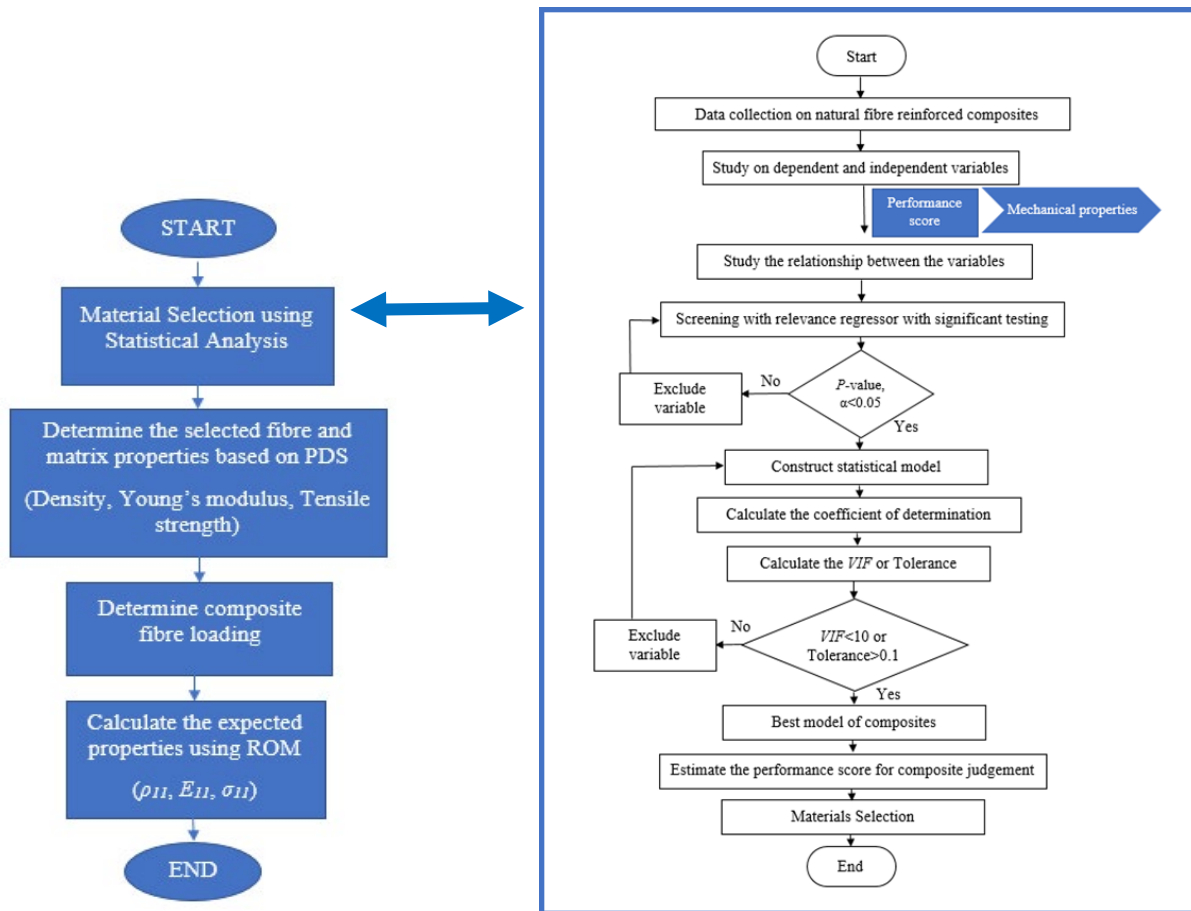 START
Material Selection using
Statistical Analysis
Determine the selected fibre and
matrix properties based on PDS
(Density, Young's modulus, Tensile
strength)
Determine composite
fibre loading
Calculate the expected
properties using ROM
(ρ11, E11, σ11)
END
Start
Data collection on natural fibre reinforced composites
Study on dependent and independent variables
Performance
score
Mechanical properties
Study the relationship between the variables
Screening with relevance regressor with significant testing
Exclude
variable
No
P-value,
α<0.05
Yes
Construct statistical model
Calculate the coefficient of determination
Calculate the VIF or Tolerance
Exclude
variable
No
VIF<10 or
Tolerance>0.1
Yes
Best model of composites
Estimate the performance score for composite judgement
Materials Selection
End